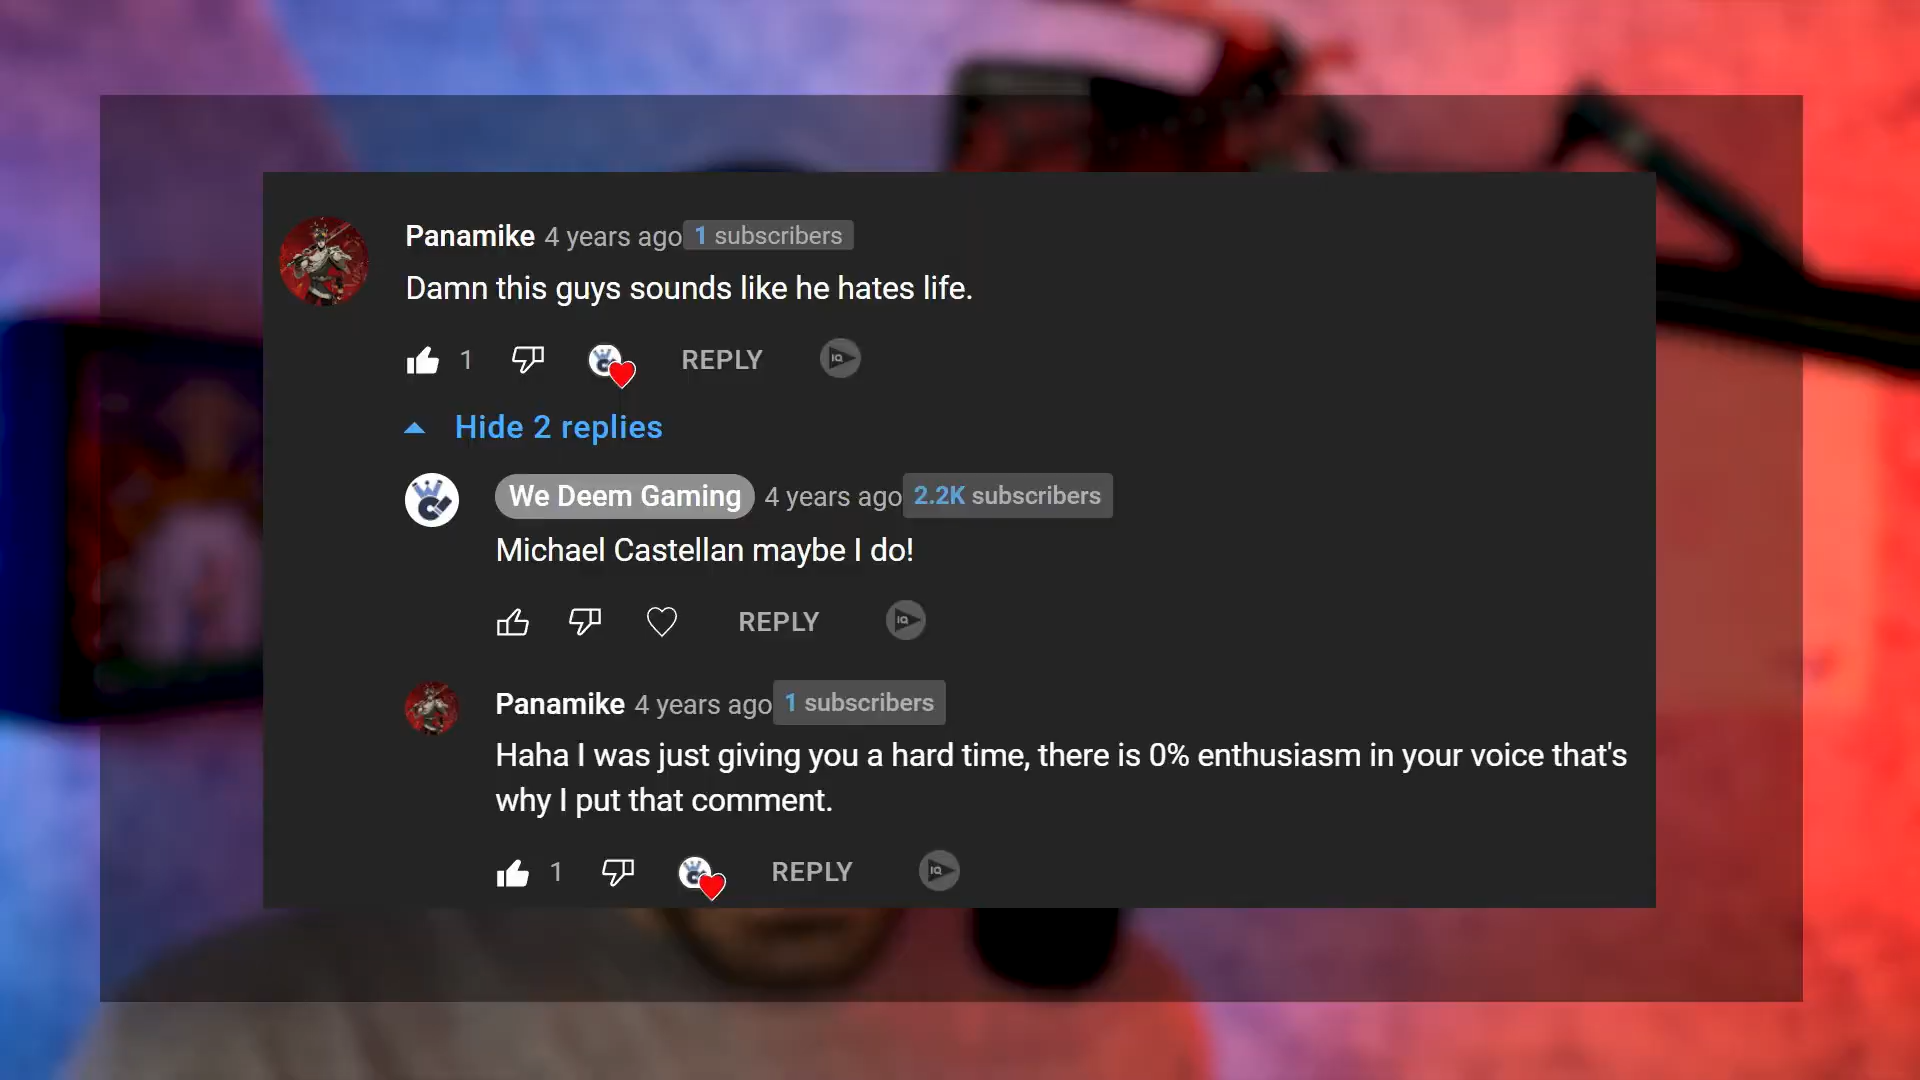 Panamike 4 years ago 1 subscribers
Damn this guys sounds like he hates life.
1 REPLY IQ
Hide 2 replies
We Deem Gaming 4 years ago 2.2K subscribers
Michael Castellan maybe I do!
REPLY IQ
Panamike 4 years ago 1 subscribers
Haha I was just giving you a hard time, there is 0% enthusiasm in your voice that's
why I put that comment.
1 REPLY IQ